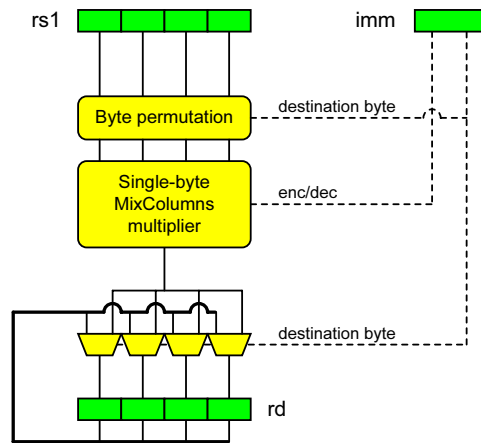 rs1
imm
Byte permutation
destination byte
Single-byte
MixColumns
multiplier
enc/dec
destination byte
rd